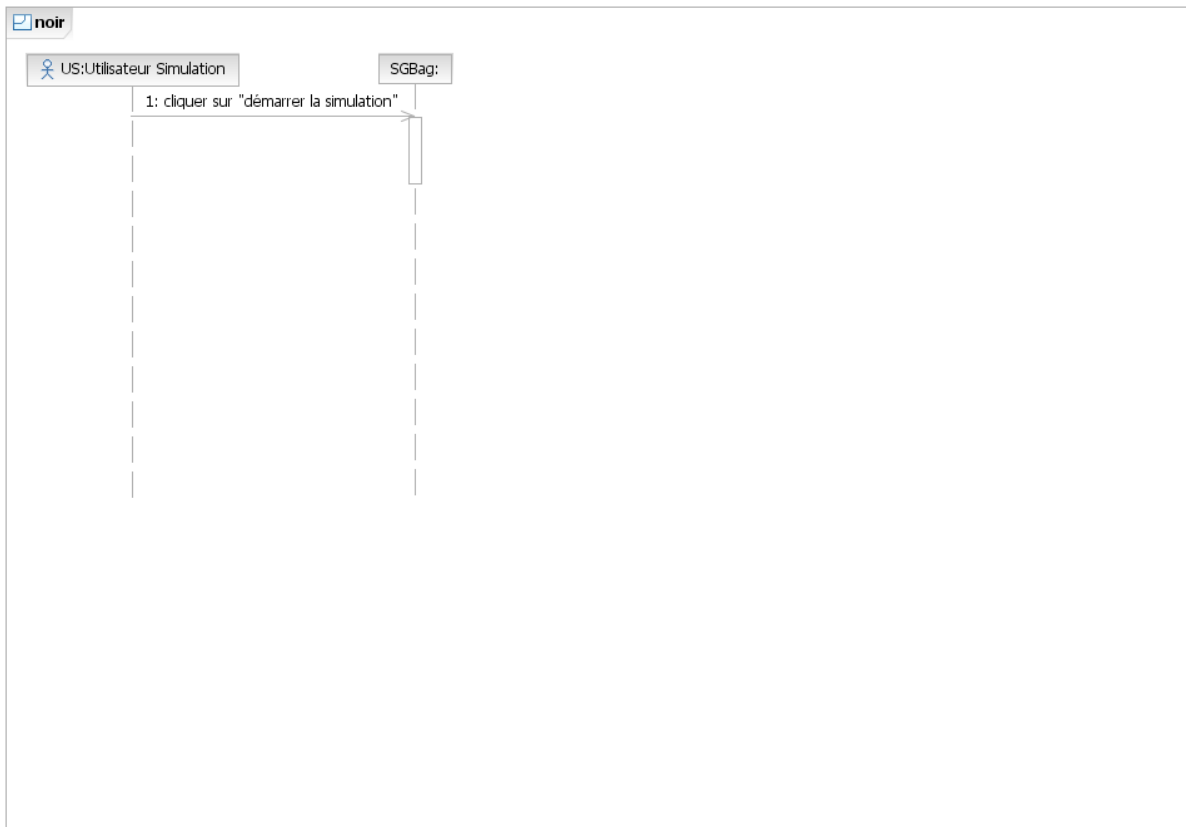 noir
US:Utilisateur Simulation
SGBag:
1: cliquer sur "démarrer la simulation"